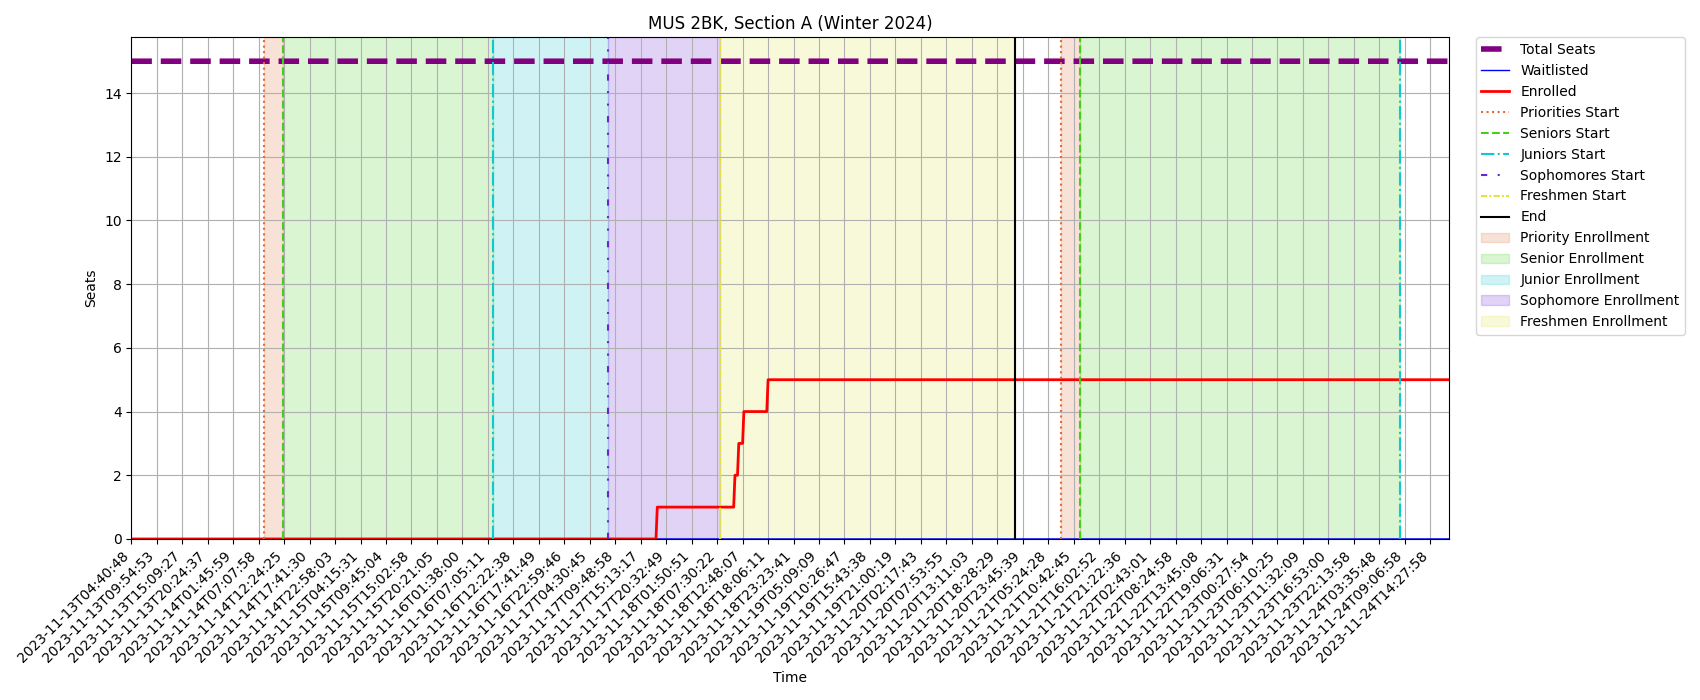 MUS 2BK, Section A (Winter 2024)
Total Seats
Waitlisted
Enrolled
Priorities Start
Seniors Start
Juniors Start
Sophomores Start
Freshmen Start
End
Priority Enrollment
Senior Enrollment
Junior Enrollment
Sophomore Enrollment
Freshmen Enrollment
Seats
14
12
10
8
6
4
2
0
2023-11-13T04:40:48
2023-11-13T09:54:53
2023-11-13T15:09:27
2023-11-13T20:24:37
2023-11-14T01:45:59
2023-11-14T07:07:58
2023-11-14T12:24:25
2023-11-14T17:41:30
2023-11-14T22:58:03
2023-11-15T04:15:31
2023-11-15T09:45:04
2023-11-15T15:02:58
2023-11-15T20:21:05
2023-11-16T01:38:00
2023-11-16T07:05:11
2023-11-16T12:22:38
2023-11-16T17:41:49
2023-11-16T22:59:46
2023-11-17T04:30:45
2023-11-17T09:48:58
2023-11-17T15:13:17
2023-11-17T20:32:49
2023-11-18T01:50:51
2023-11-18T07:30:22
2023-11-18T12:48:07
2023-11-18T18:06:11
2023-11-18T23:23:41
2023-11-19T05:09:09
2023-11-19T10:26:47
2023-11-19T15:43:38
2023-11-19T21:00:19
2023-11-20T02:17:43
2023-11-20T07:53:55
2023-11-20T13:11:03
2023-11-20T18:28:29
2023-11-20T23:45:39
2023-11-21T05:24:28
2023-11-21T10:42:45
2023-11-21T16:02:52
2023-11-21T21:22:36
2023-11-22T02:43:01
2023-11-22T08:24:58
2023-11-22T13:45:08
2023-11-22T19:06:31
2023-11-23T00:27:54
2023-11-23T06:10:25
2023-11-23T11:32:09
2023-11-23T16:53:00
2023-11-23T22:13:58
2023-11-24T03:35:48
2023-11-24T09:06:58
2023-11-24T14:27:58
Time